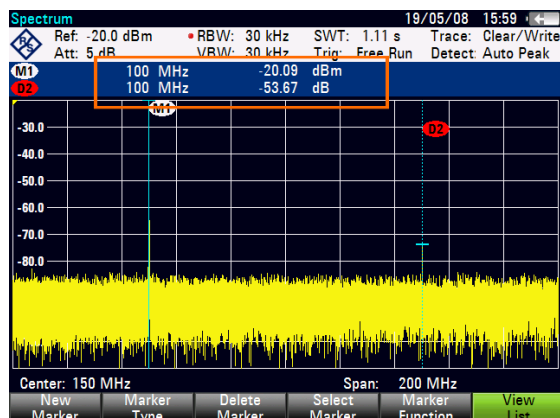 Spectrum 19/05/08 15:59
Ref: -20.0 dBm RBW: 30 kHz SWT: 1.11 s Trace: Clear/Write
Att: 5 dB VBW: 30 kHz Trig: Free Run Detect: Auto Peak
M1 100 MHz -20.09 dBm
D2 100 MHz -53.67 dB
M1
D2
-30.0
-40.0
-50.0
-60.0
-70.0
-80.0
Center: 150 MHz Span: 200 MHz
New Marker Delete Select Marker View
Marker Type Marker Marker Function List